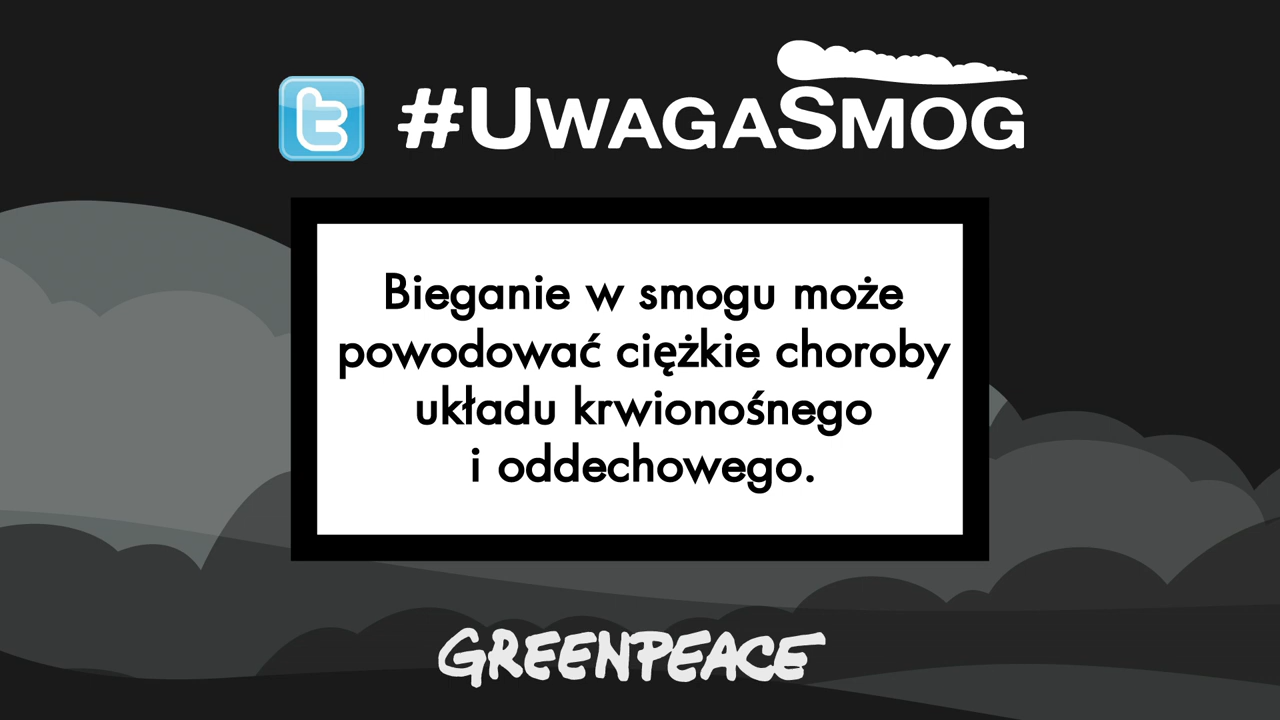 #UWAGASMOG
Bieganie w smogu może
powodować ciężkie choroby
układu krwionośnego
i oddechowego.
GREENPEACE